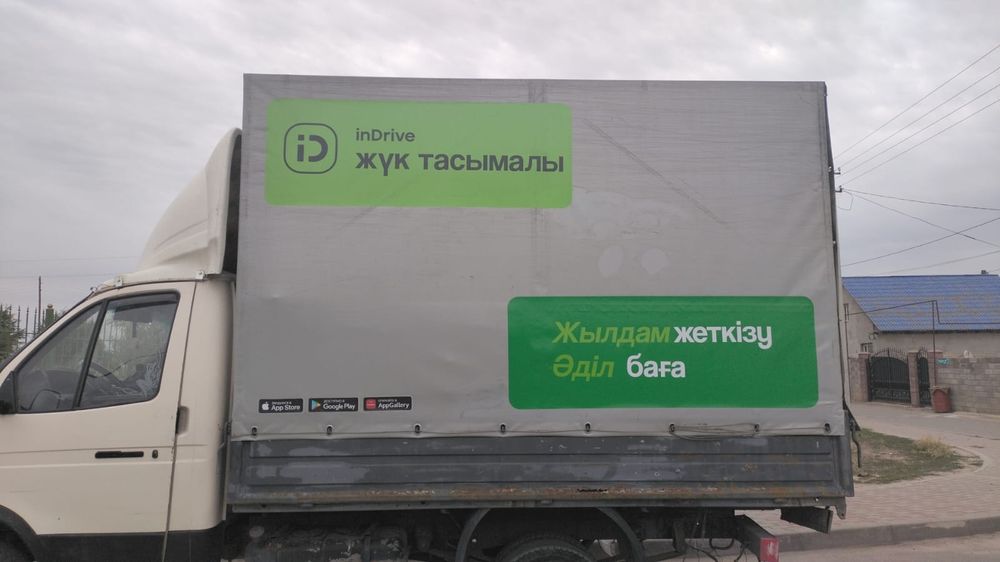 iD
inDrive
жүк тасымалы
Жылдам жеткізу
Әділ баға
App Store
Google Play
AppGallery